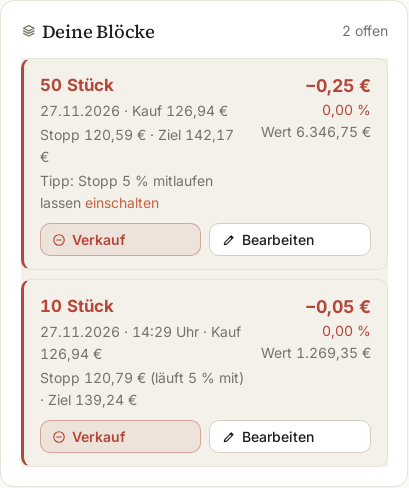 Deine Blöcke 2 offen
50 Stück −0,25 €
27.11.2026 · Kauf 126,94 € 0,00 %
Stopp 120,59 € · Ziel 142,17 Wert 6.346,75 €
€
Tipp: Stopp 5 % mitlaufen
lassen einschalten
Verkauf Bearbeiten
10 Stück −0,05 €
27.11.2026 · 14:29 Uhr · Kauf 0,00 %
126,94 € Wert 1.269,35 €
Stopp 120,79 € (läuft 5 % mit)
· Ziel 139,24 €
Verkauf Bearbeiten